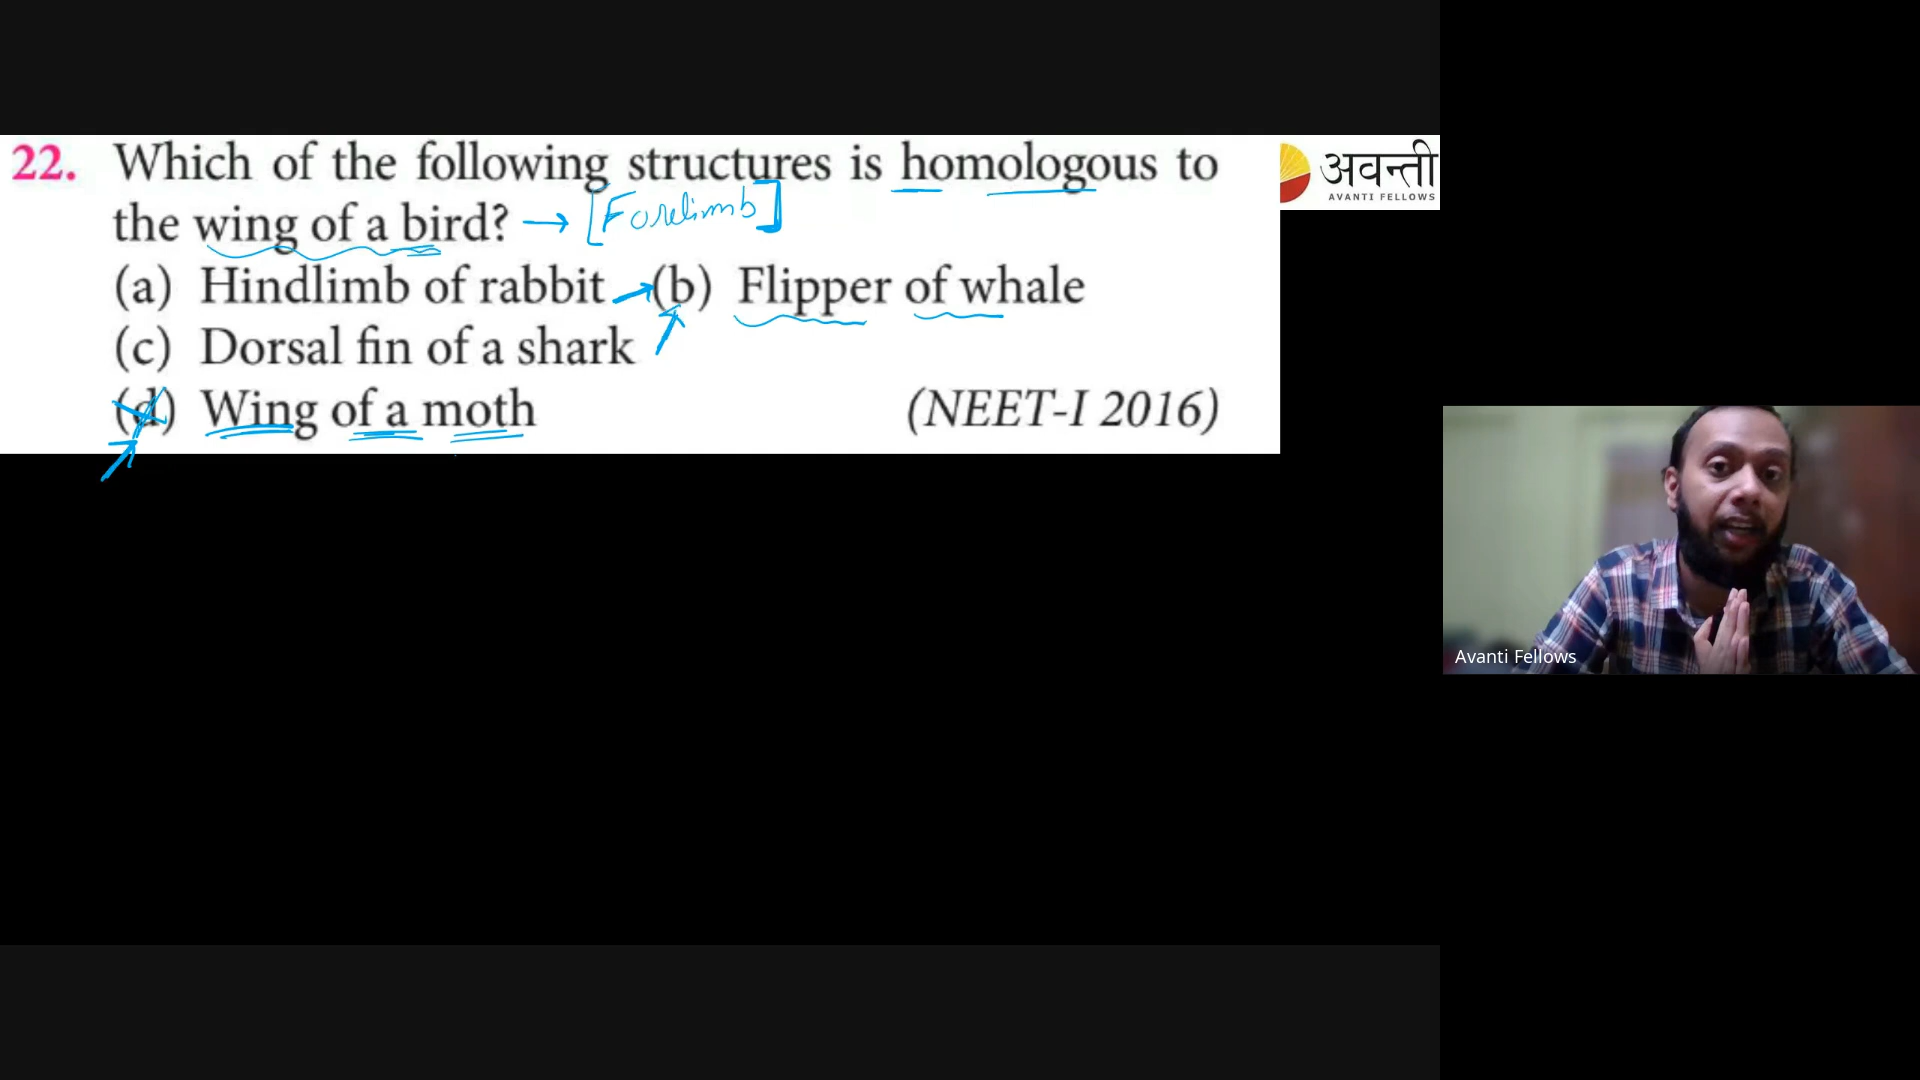 22. Which of the following structures is homologous to
the wing of a bird? → [Forelimb]
(a) Hindlimb of rabbit (b) Flipper of whale
(c) Dorsal fin of a shark
(d) Wing of a moth (NEET-I 2016)
अवन्ती
AVANTI FELLOWS
Avanti Fellows